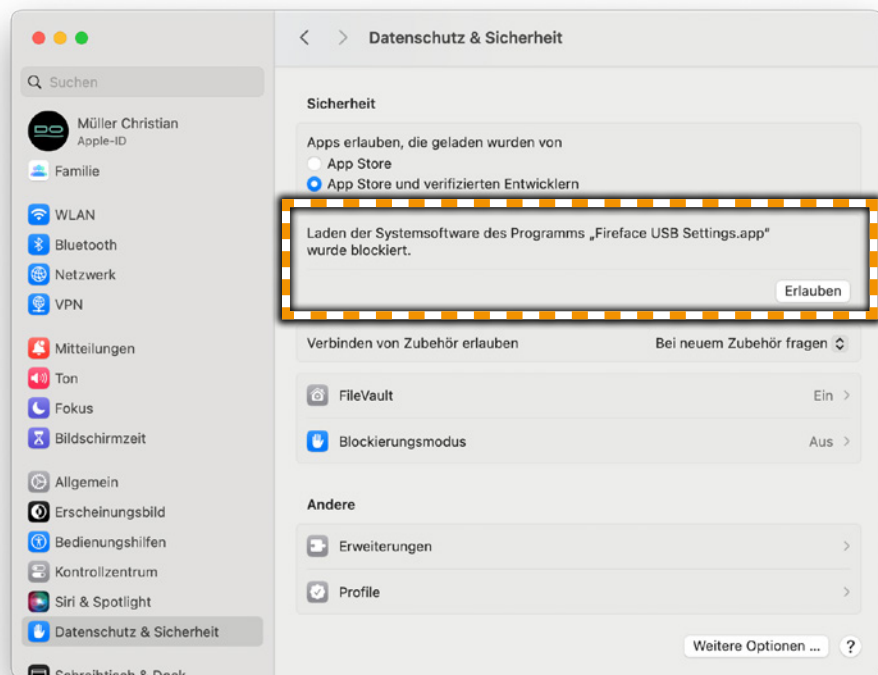 Suchen
Müller Christian
Apple-ID
Familie
WLAN
Bluetooth
Netzwerk
VPN
Mitteilungen
Ton
Fokus
Bildschirmzeit
Allgemein
Erscheinungsbild
Bedienungshilfen
Kontrollzentrum
Siri & Spotlight
Datenschutz & Sicherheit
Schreibtisch & Dock
Datenschutz & Sicherheit
Sicherheit
Apps erlauben, die geladen wurden von
App Store
App Store und verifizierten Entwicklern
Laden der Systemsoftware des Programms „Fireface USB Settings.app“
wurde blockiert.
Erlauben
Verbinden von Zubehör erlauben Bei neuem Zubehör fragen
FileVault Ein
Blockierungsmodus Aus
Andere
Erweiterungen
Profile
Weitere Optionen ... ?